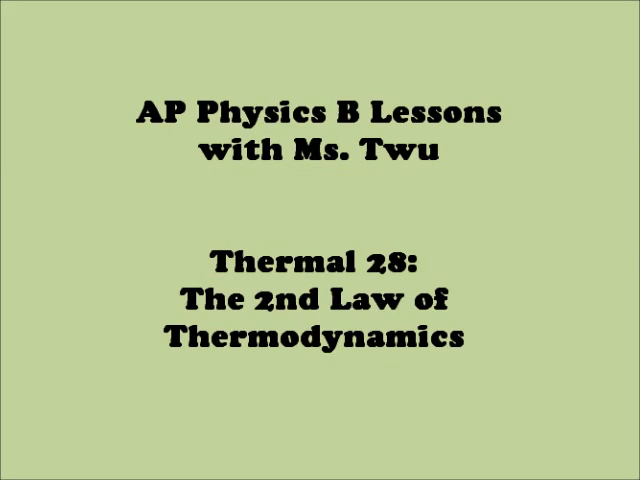 AP Physics B Lessons
with Ms. Twu
Thermal 28:
The 2nd Law of
Thermodynamics